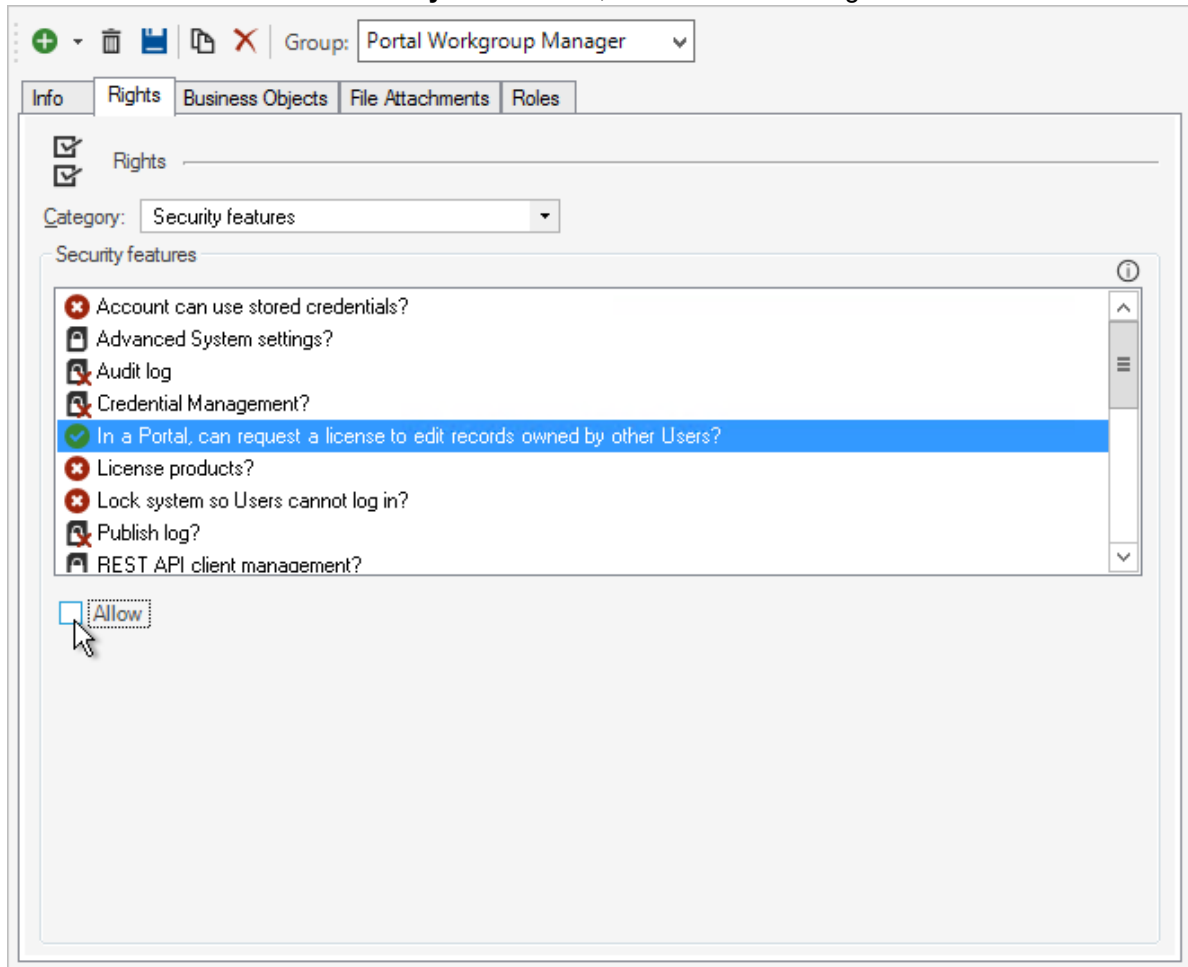 Group: Portal Workgroup Manager
Info Rights Business Objects File Attachments Roles
Rights
Category: Security features
Security features
Account can use stored credentials?
Advanced System settings?
Audit log
Credential Management?
In a Portal, can request a license to edit records owned by other Users?
License products?
Lock system so Users cannot log in?
Publish log?
REST API client management?
Allow